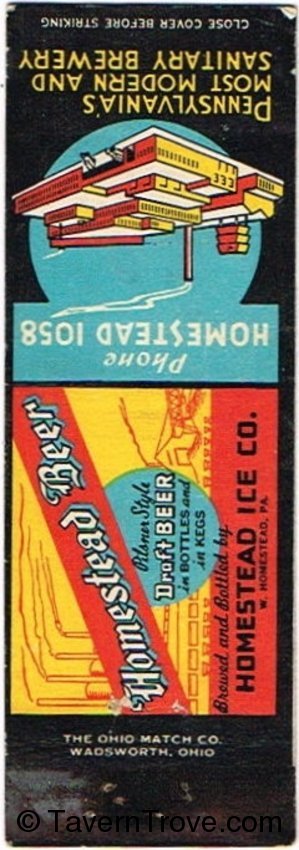 CLOSE COVER BEFORE STRIKING
PENNSYLVANIA'S
MOST MODERN AND
SANITARY BREWERY
Phone
HOMESTEAD 1058
Homestead Beer
Pilsner Style
Draft BEER
in BOTTLES and
in KEGS
Brewed and Bottled by
HOMESTEAD ICE CO.
W. HOMESTEAD, PA.
THE OHIO MATCH CO.
WADSWORTH, OHIO
© TavernTrove.com